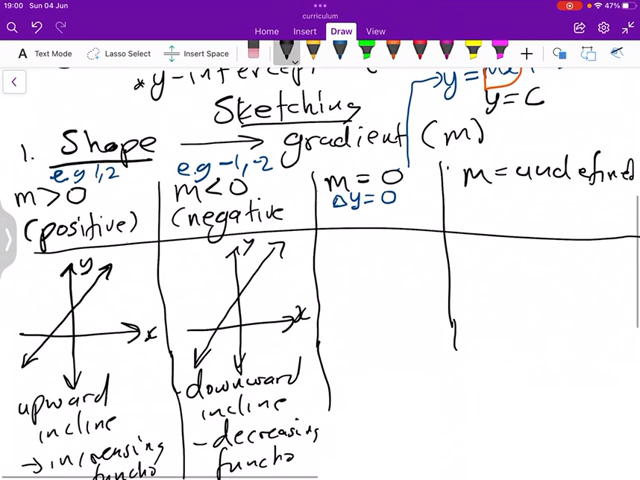 19:00 Sun 04 Jun
curriculum
47%
Home Insert Draw View
Text Mode Lasso Select Insert Space
*y-intercept (
y = mx +
y = C
Sketching
1. Shape → gradient (m)
e.g 1,2
e.g -1,-2
m > 0
m < 0
m = 0
m = undefined
(positive)
(negative
Δy = 0
y
x
y
x
upward
incline
→ increasing
functio
- downward
incline
- decreasing
functio